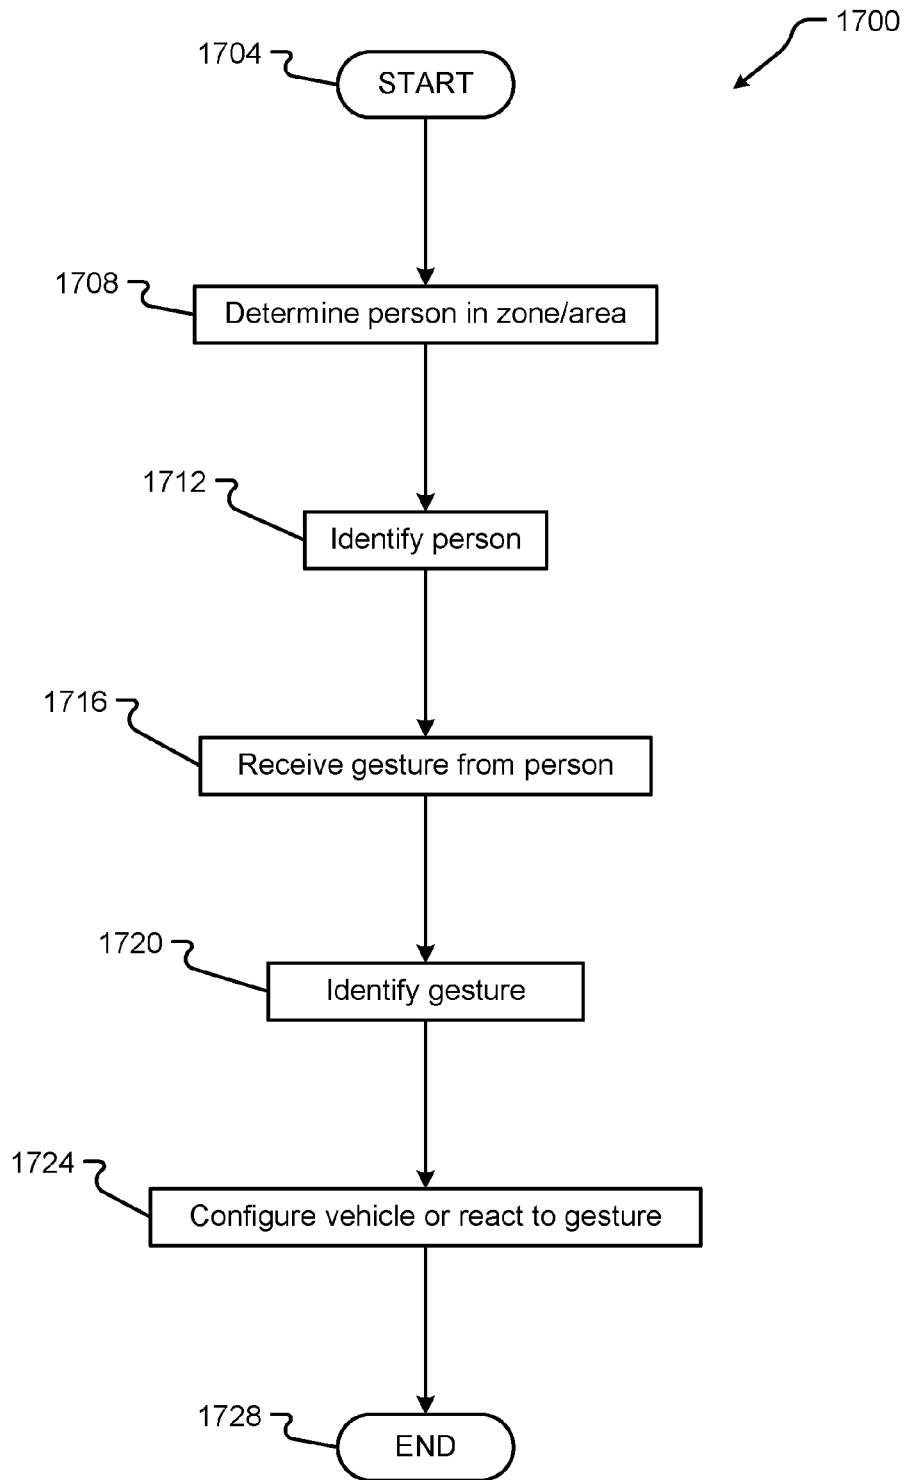 1700
1704
START
1708
Determine person in zone/area
1712
Identify person
1716
Receive gesture from person
1720
Identify gesture
1724
Configure vehicle or react to gesture
1728
END